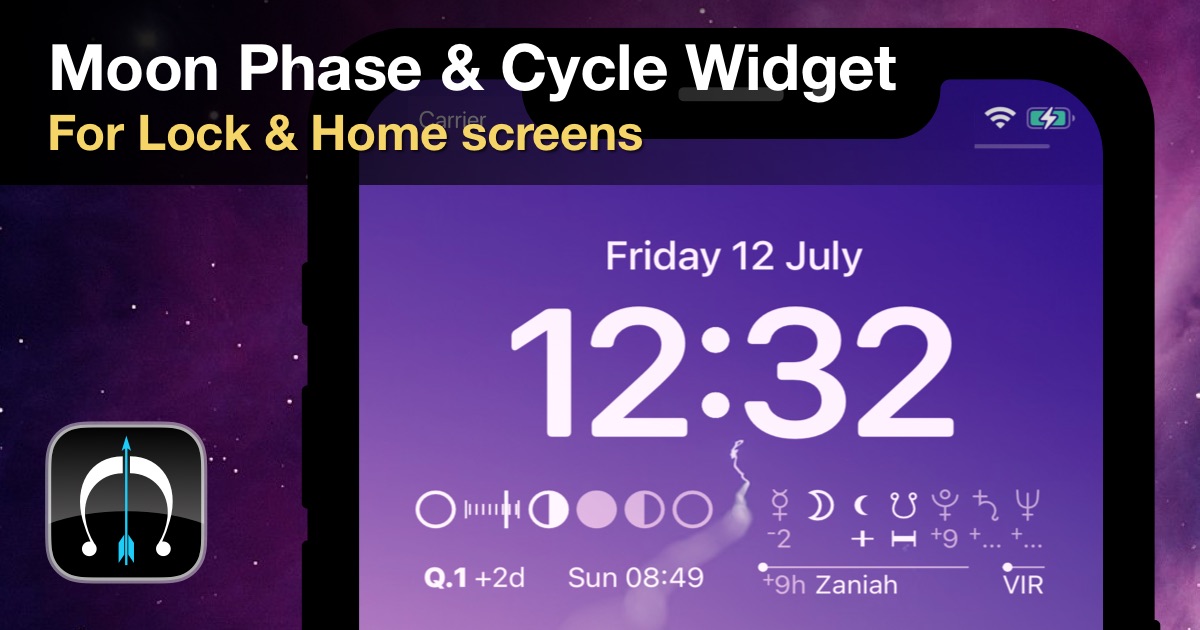 Moon Phase & Cycle Widget
For Lock & Home screens
Carrier
Friday 12 July
12:32
☿ ☽ ☾ ☋ ♇ ♄ ♆
-2 +9 +... +...
Q.1 +2d Sun 08:49
+9h Zaniah VIR